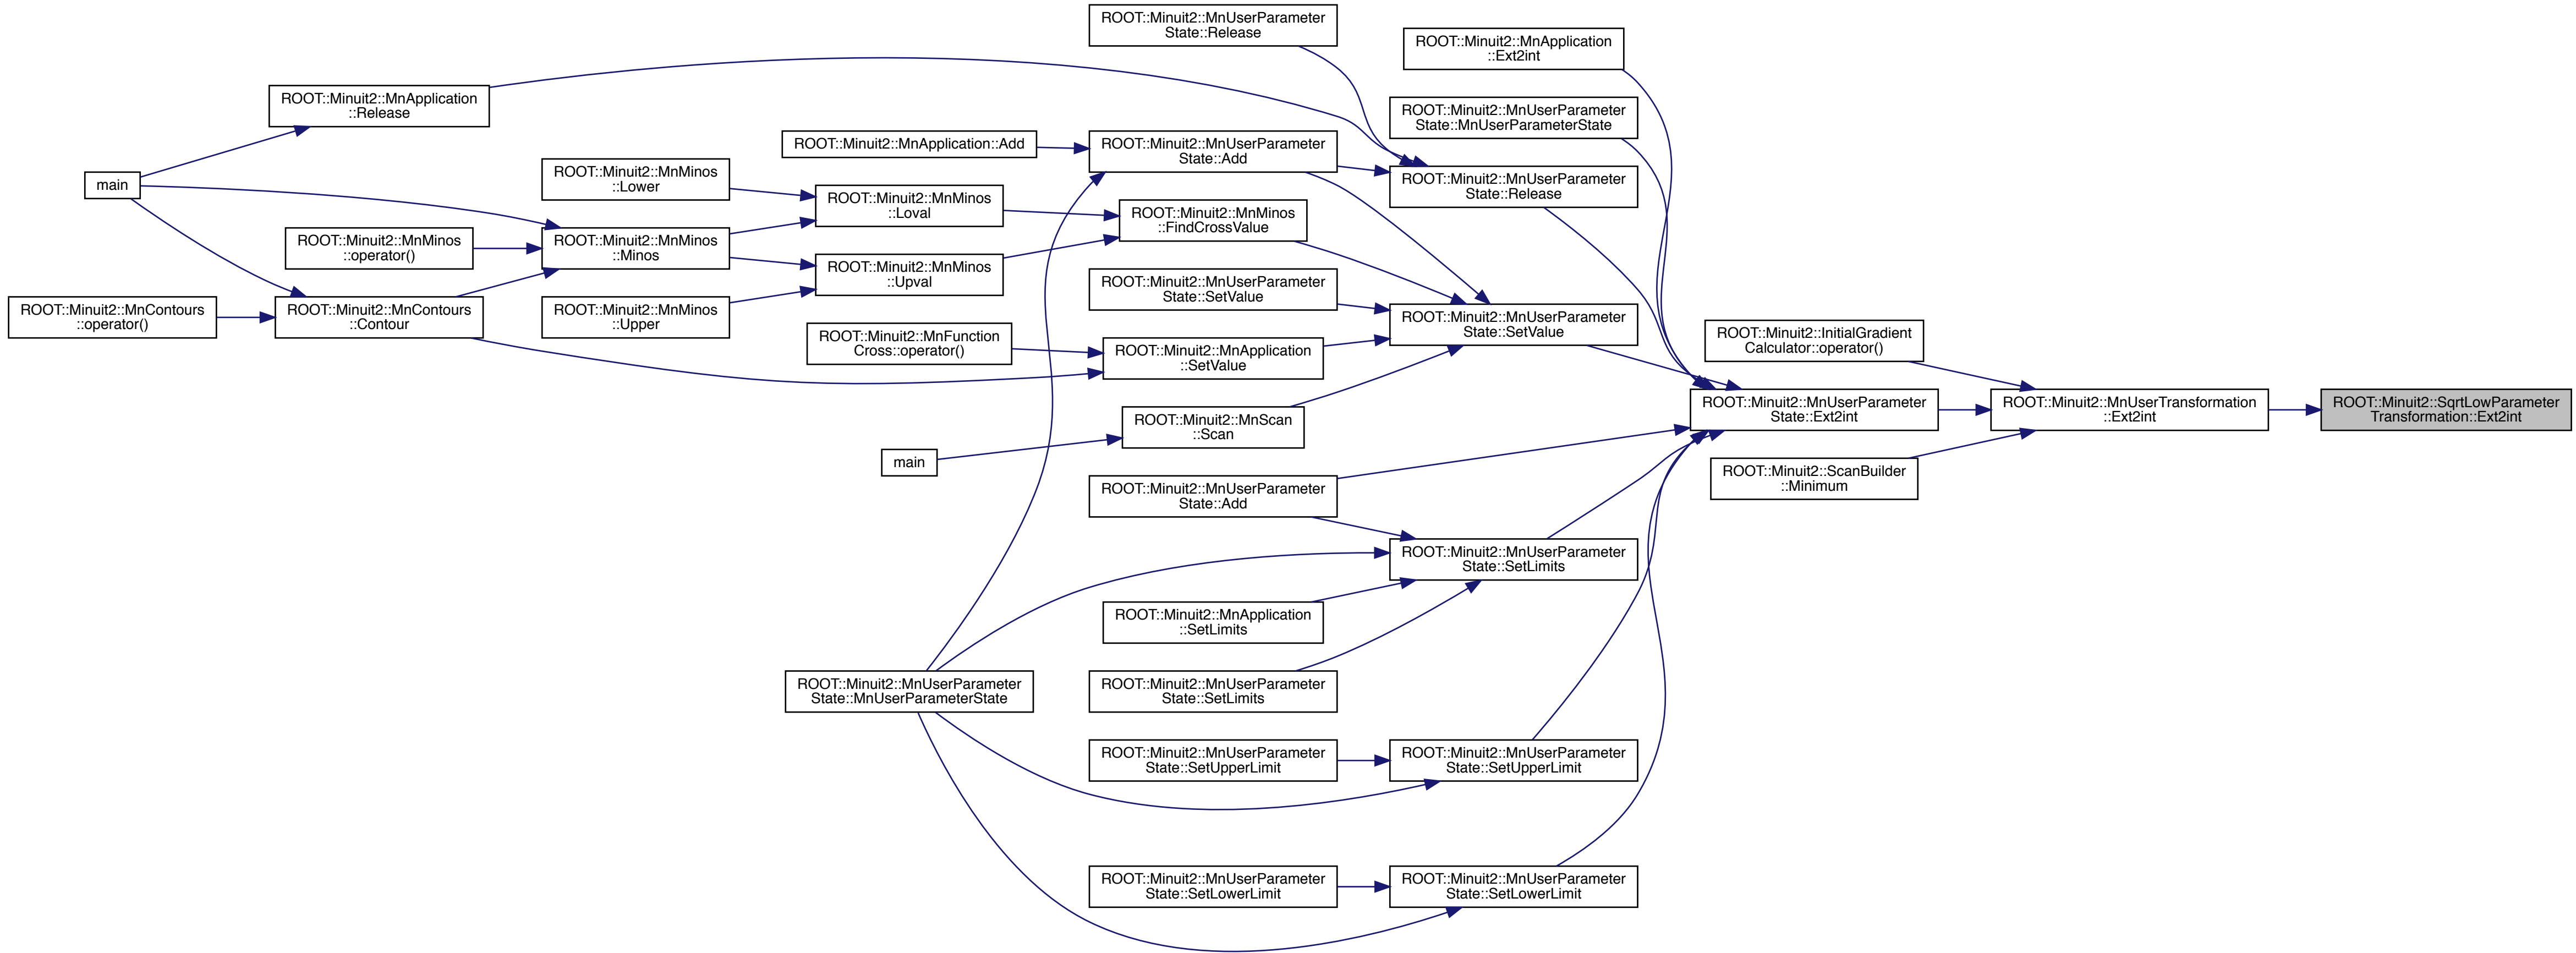 ROOT::Minuit2::MnUserParameter
State::Release
ROOT::Minuit2::MnApplication
::Ext2int
ROOT::Minuit2::MnApplication
::Release
ROOT::Minuit2::MnUserParameter
State::MnUserParameterState
ROOT::Minuit2::MnApplication::Add
ROOT::Minuit2::MnUserParameter
State::Add
ROOT::Minuit2::MnUserParameter
State::Release
main
ROOT::Minuit2::MnMinos
::Lower
ROOT::Minuit2::MnMinos
::Loval
ROOT::Minuit2::MnMinos
::FindCrossValue
ROOT::Minuit2::MnMinos
::operator()
ROOT::Minuit2::MnMinos
::Minos
ROOT::Minuit2::MnMinos
::Upval
ROOT::Minuit2::MnUserParameter
State::SetValue
ROOT::Minuit2::MnContours
::operator()
ROOT::Minuit2::MnContours
::Contour
ROOT::Minuit2::MnMinos
::Upper
ROOT::Minuit2::MnUserParameter
State::SetValue
ROOT::Minuit2::MnFunction
Cross::operator()
ROOT::Minuit2::MnApplication
::SetValue
ROOT::Minuit2::InitialGradient
Calculator::operator()
ROOT::Minuit2::MnScan
::Scan
ROOT::Minuit2::MnUserParameter
State::Ext2int
ROOT::Minuit2::MnUserTransformation
::Ext2int
ROOT::Minuit2::SqrtLowParameter
Transformation::Ext2int
main
ROOT::Minuit2::MnUserParameter
State::Add
ROOT::Minuit2::ScanBuilder
::Minimum
ROOT::Minuit2::MnUserParameter
State::SetLimits
ROOT::Minuit2::MnApplication
::SetLimits
ROOT::Minuit2::MnUserParameter
State::MnUserParameterState
ROOT::Minuit2::MnUserParameter
State::SetLimits
ROOT::Minuit2::MnUserParameter
State::SetUpperLimit
ROOT::Minuit2::MnUserParameter
State::SetUpperLimit
ROOT::Minuit2::MnUserParameter
State::SetLowerLimit
ROOT::Minuit2::MnUserParameter
State::SetLowerLimit